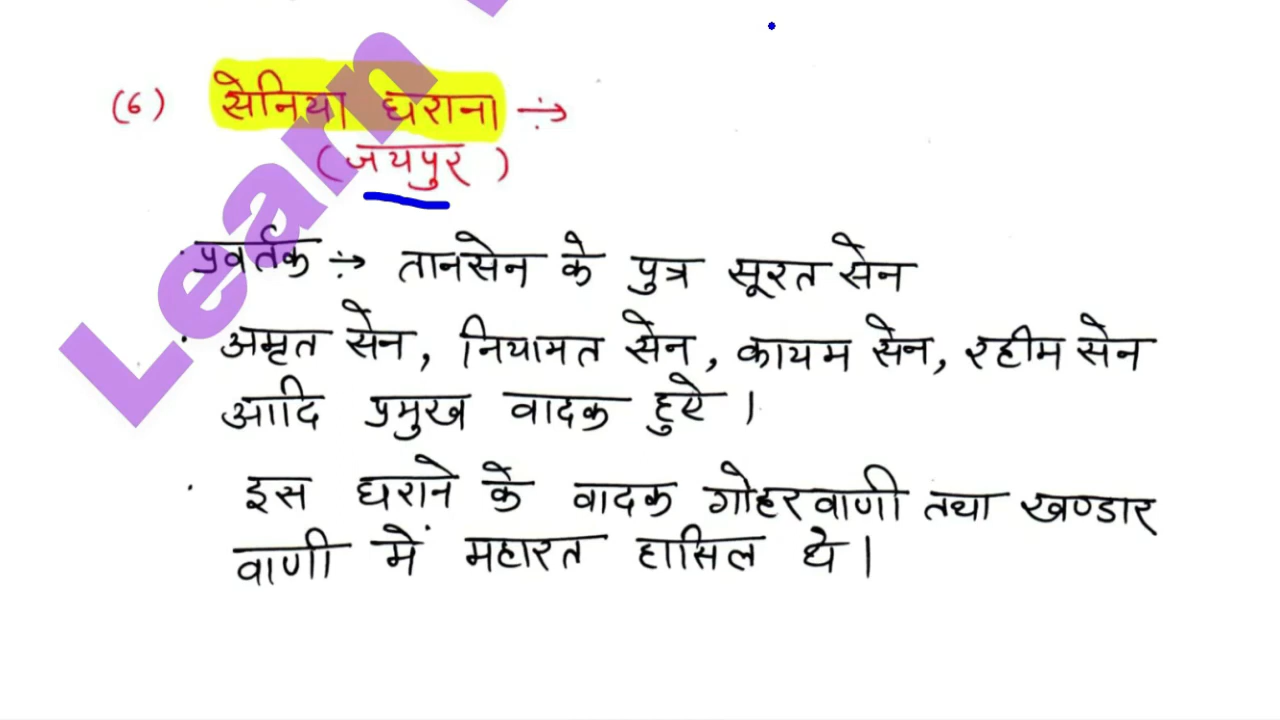 (6) सेनिया घराना ÷→
(जयपुर)
· प्रवर्तक ÷→ तानसेन के पुत्र सूरत सेन
· अमृत सेन, नियामत सेन, कायम सेन, रहीम सेन
आदि प्रमुख वादक हुऐ ।
· इस घराने के वादक गोहरवाणी तथा खण्डार
वाणी में महारत हासिल थे ।
Learn